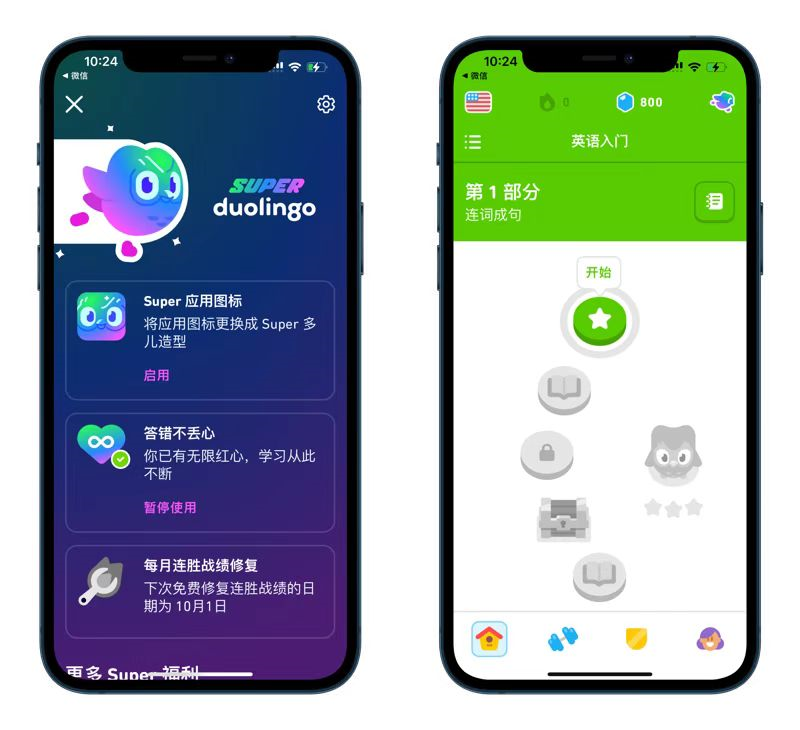 10:24
微信
SUPER
duolingo
Super 应用图标
将应用图标更换成 Super 多
儿造型
启用
答错不丢心
你已有无限红心，学习从此
不断
暂停使用
每月连胜战绩修复
下次免费修复连胜战绩的日
期为 10月1日
更多 Super 福利
10:24
微信
0
800
英语入门
第 1 部分
连词成句
开始